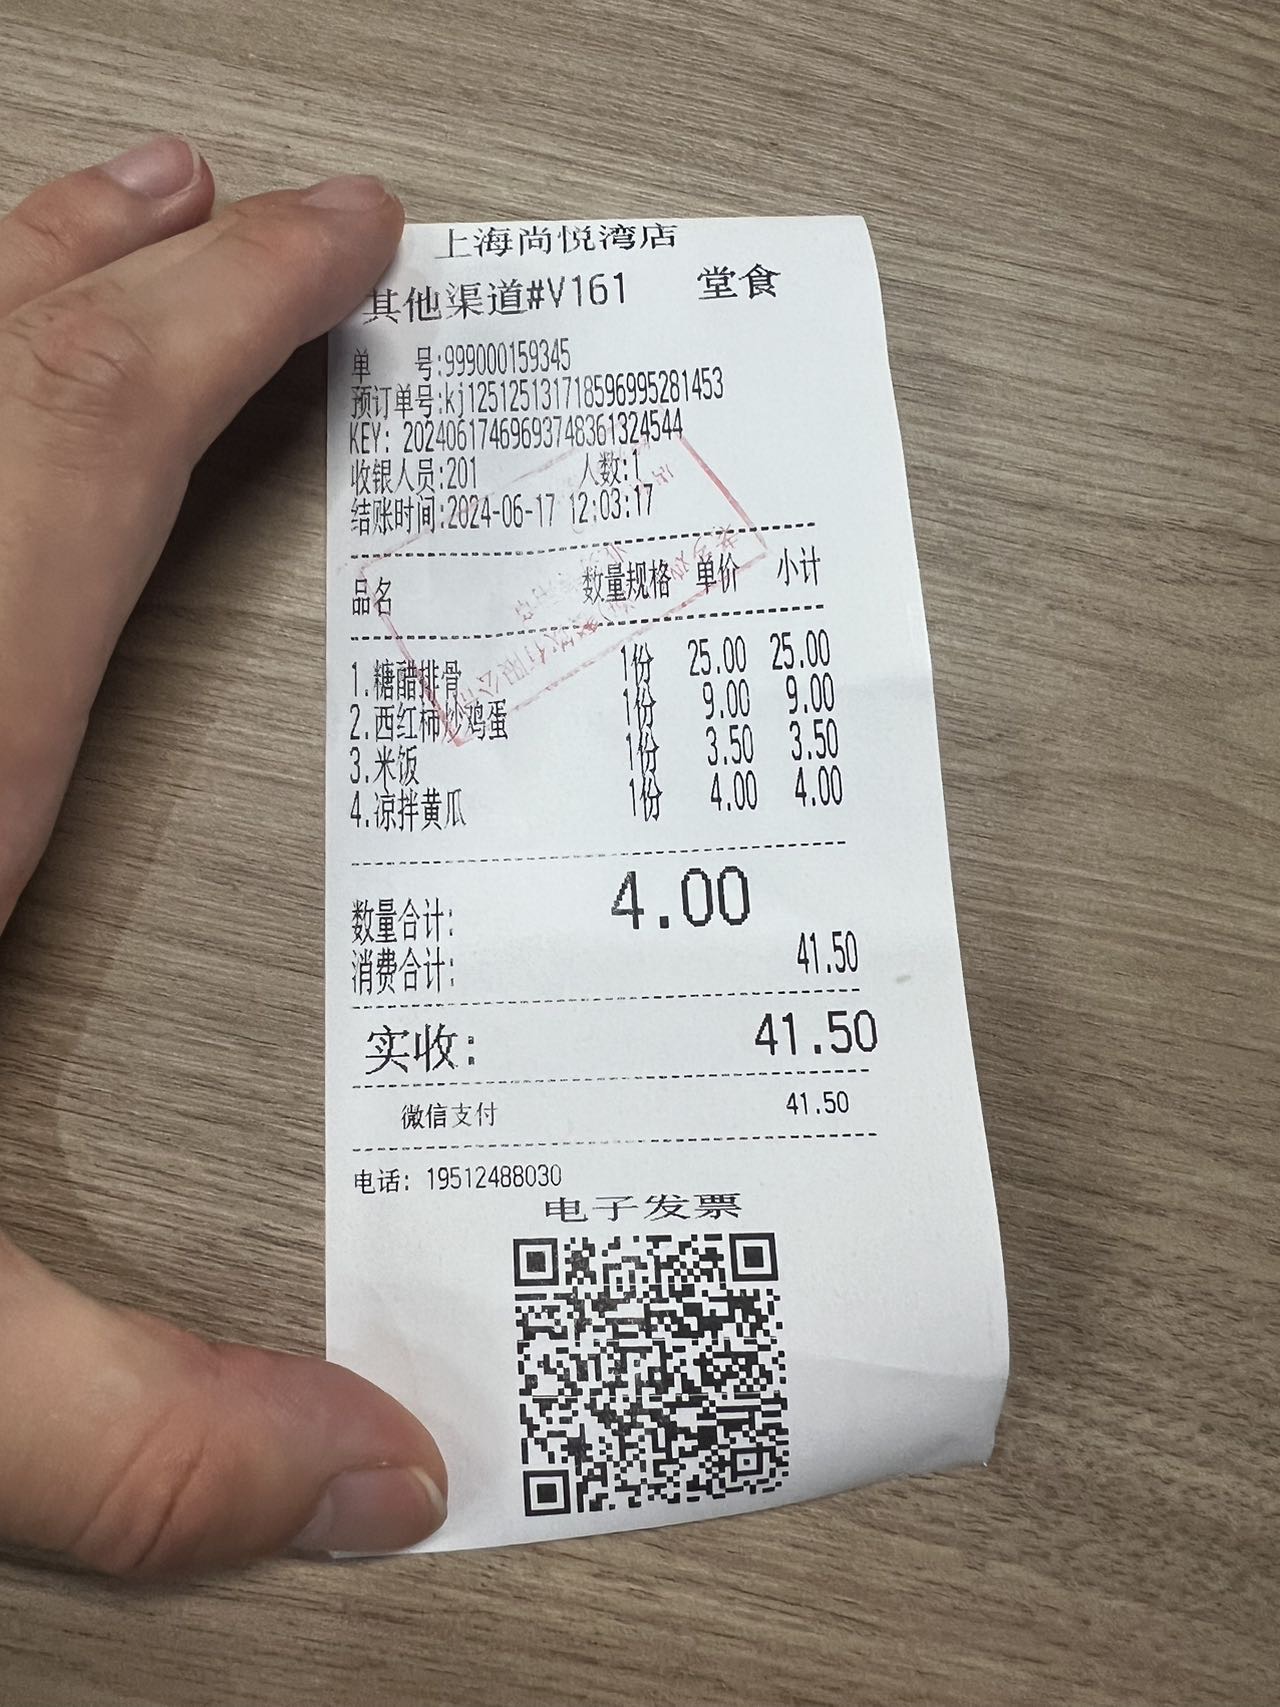 上海尚悦湾店
其他渠道#V161 堂食
单 号:999000159345
预订单号:kj12512513171859699528​1453
KEY: 202406174696937483613​24544
收银人员:201 人数:1
结账时间:2024-06-17 12:03:17
品名 数量规格 单价 小计
1.糖醋排骨 1份 25.00 25.00
2.西红柿炒鸡蛋 1份 9.00 9.00
3.米饭 1份 3.50 3.50
4.凉拌黄瓜 1份 4.00 4.00
数量合计: 4.00
消费合计: 41.50
实收: 41.50
微信支付 41.50
电话: 19512488030
电子发票